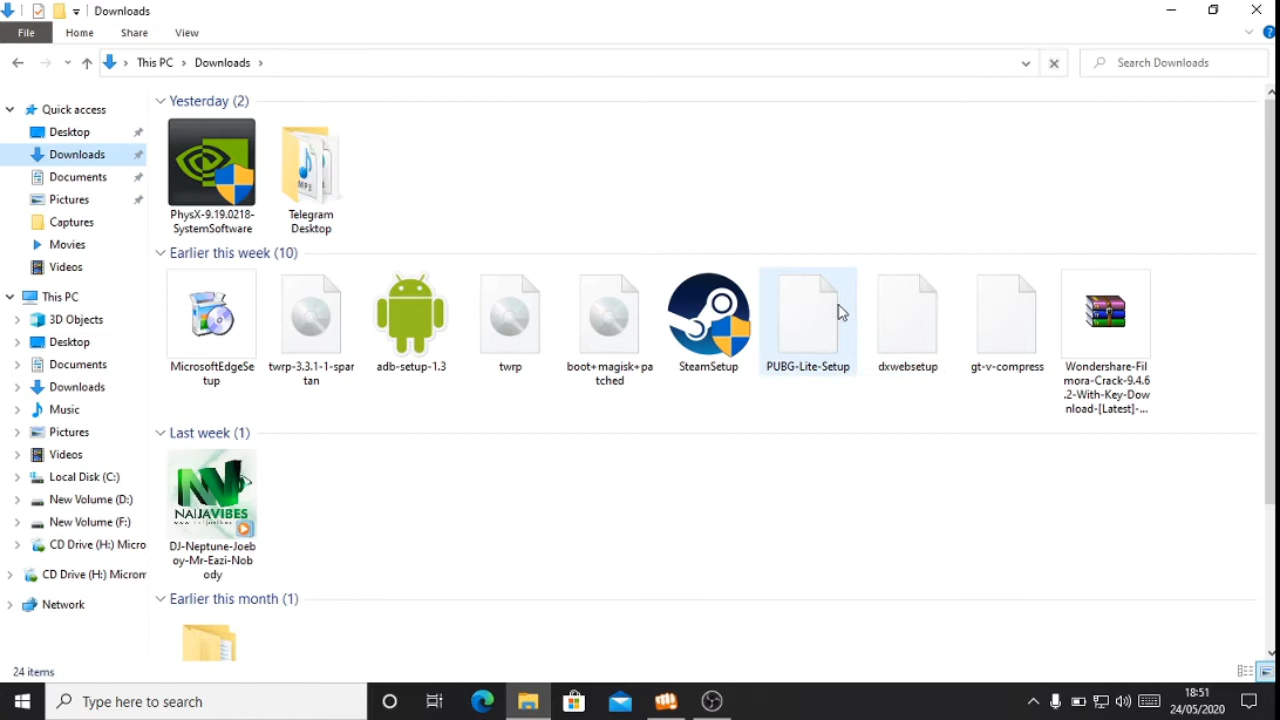 Downloads
File
Home
Share
View
This PC
Downloads
Search Downloads
Quick access
Desktop
Downloads
Documents
Pictures
Captures
Movies
Videos
This PC
3D Objects
Desktop
Documents
Downloads
Music
Pictures
Videos
Local Disk (C:)
New Volume (D:)
New Volume (F:)
CD Drive (H:) Micro
CD Drive (H:) Microm
Network
Yesterday (2)
PhysX-9.19.0218-
SystemSoftware
MP3
Telegram
Desktop
Earlier this week (10)
MicrosoftEdgeSe
tup
twrp-3.3.1-1-spar
tan
adb-setup-1.3
twrp
boot+magisk+pa
tched
SteamSetup
PUBG-Lite-Setup
dxwebsetup
gt-v-compress
Wondershare-Fil
mora-Crack-9.4.6
.2-With-Key-Dow
nload-[Latest]-...
Last week (1)
NV
NAIJAVIBES
DJ-Neptune-Joeb
oy-Mr-Eazi-Nob
ody
Earlier this month (1)
24 items
Type here to search
18:51
24/05/2020